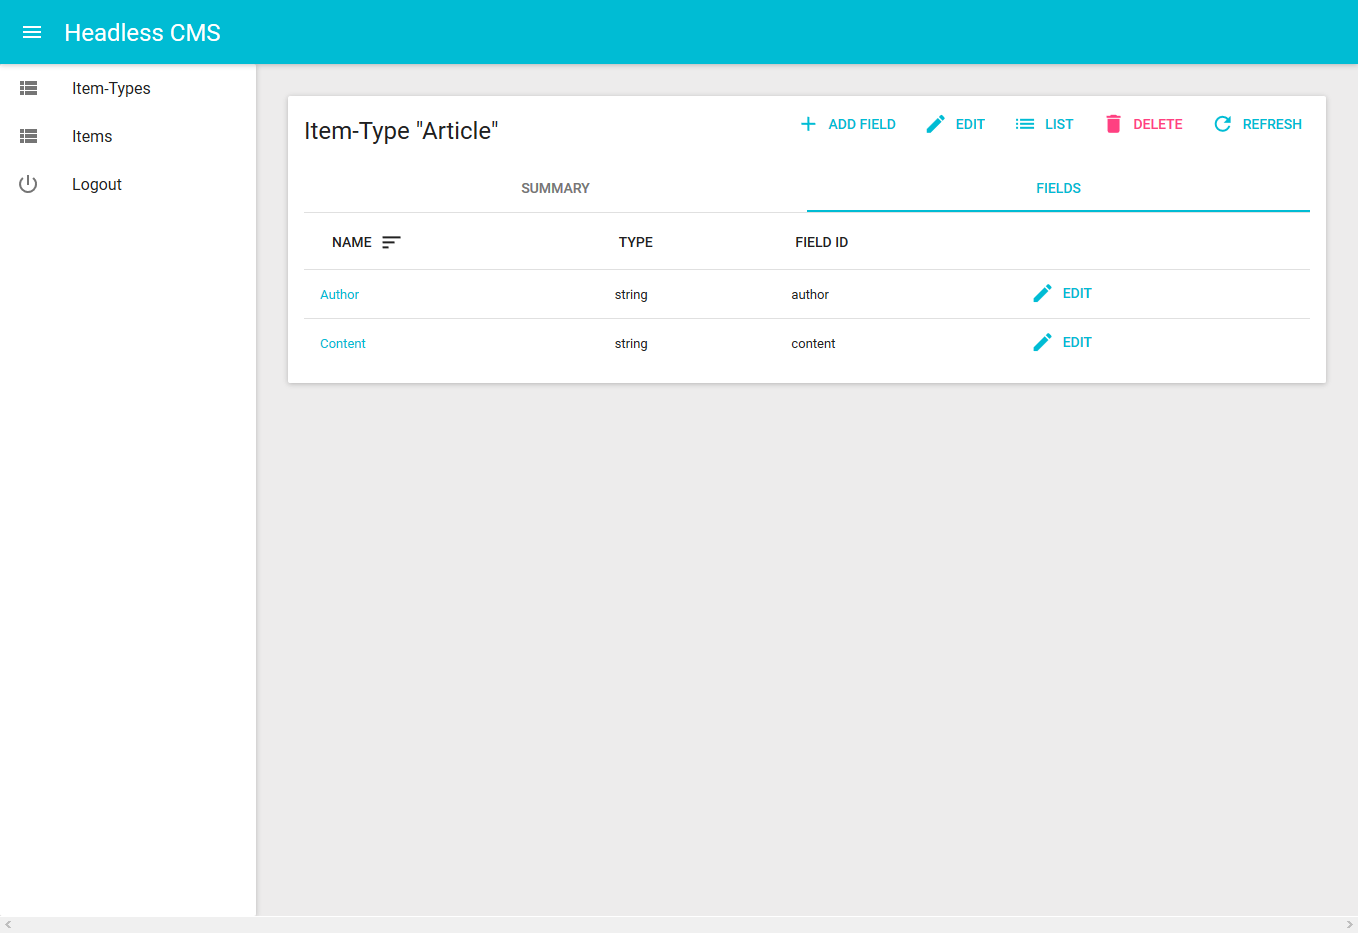 Headless CMS
Item-Types
Items
Logout
Item-Type "Article"
ADD FIELD EDIT LIST DELETE REFRESH
SUMMARY FIELDS
NAME TYPE FIELD ID
Author string author EDIT
Content string content EDIT